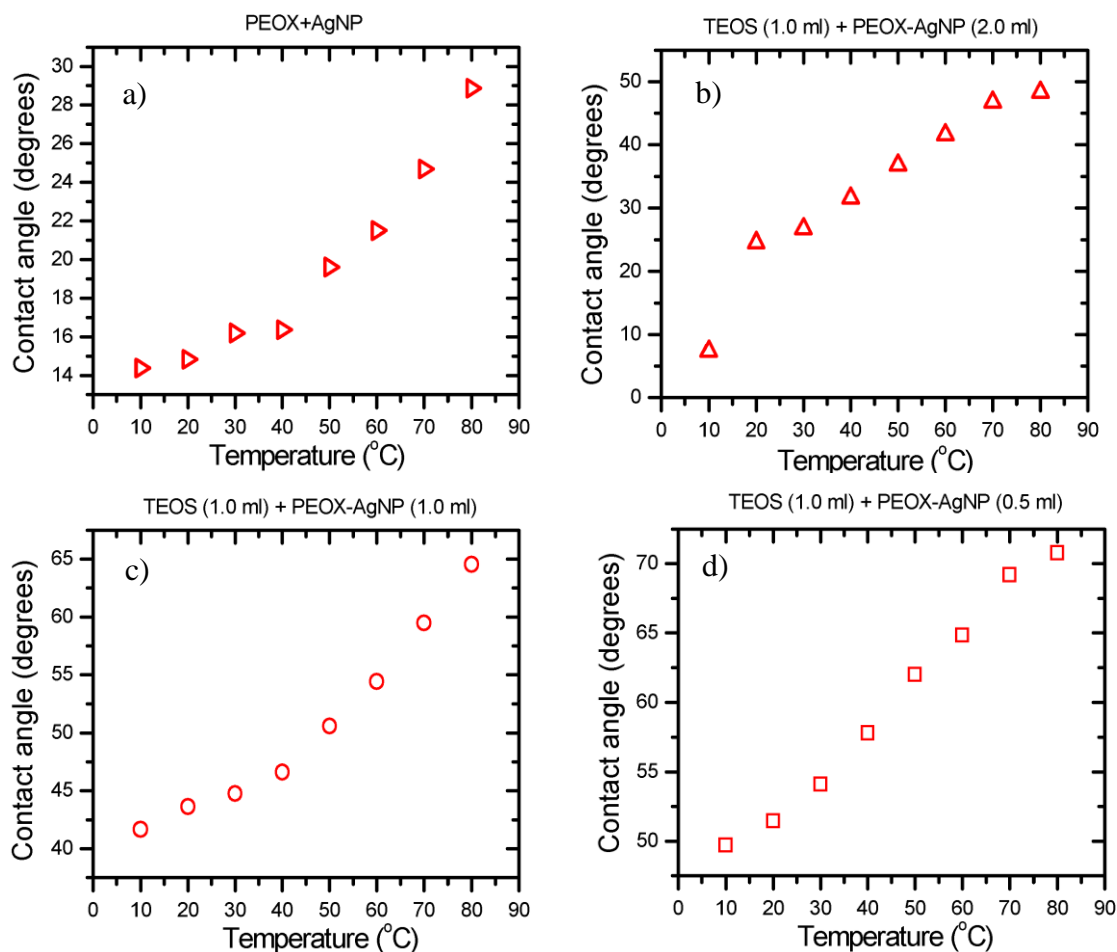 PEOX+AgNP
a)
Contact angle (degrees)
30
28
26
24
22
20
18
16
14
0 10 20 30 40 50 60 70 80 90
Temperature (°C)
TEOS (1.0 ml) + PEOX-AgNP (2.0 ml)
b)
Contact angle (degrees)
50
40
30
20
10
0
0 10 20 30 40 50 60 70 80 90
Temperature (°C)
TEOS (1.0 ml) + PEOX-AgNP (1.0 ml)
c)
Contact angle (degrees)
65
60
55
50
45
40
0 10 20 30 40 50 60 70 80 90
Temperature (°C)
TEOS (1.0 ml) + PEOX-AgNP (0.5 ml)
d)
Contact angle (degrees)
70
65
60
55
50
0 10 20 30 40 50 60 70 80 90
Temperature (°C)